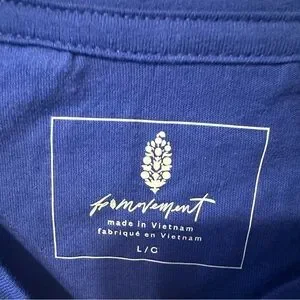 fpmovement
made in Vietnam
fabriqué en Vietnam
L/G